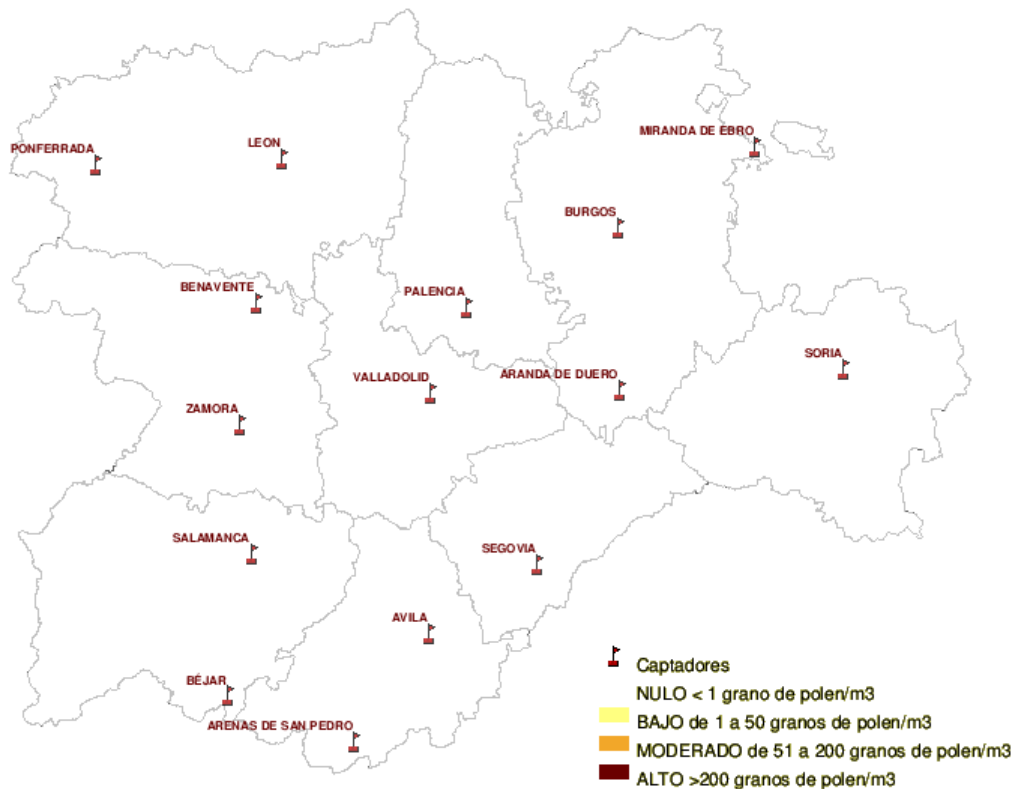 MIRANDA DE EBRO
PONFERRADA
LEON
BURGOS
BENAVENTE
PALENCIA
SORIA
VALLADOLID
ARANDA DE DUERO
ZAMORA
SALAMANCA
SEGOVIA
AVILA
BÉJAR
ARENAS DE SAN PEDRO
Captadores
NULO < 1 grano de polen/m3
BAJO de 1 a 50 granos de polen/m3
MODERADO de 51 a 200 granos de polen/m3
ALTO >200 granos de polen/m3